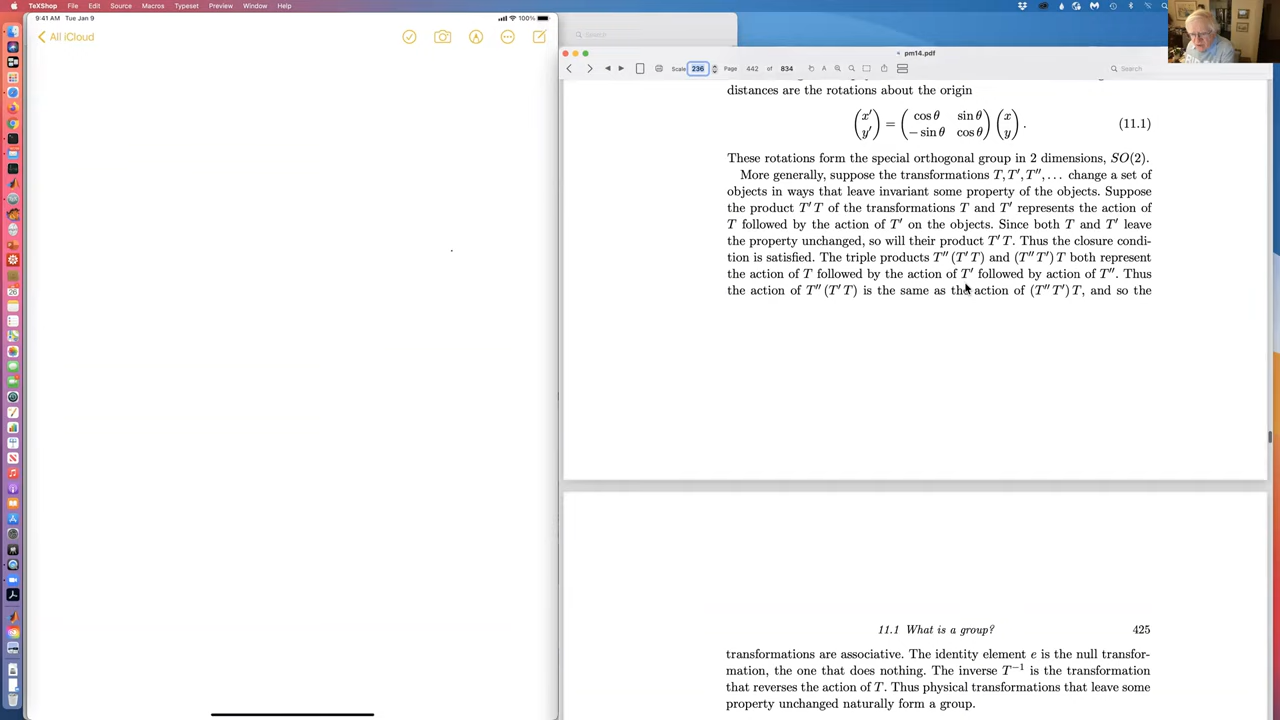 TeXShop File Edit Source Macros Typeset Preview Window Help
9:41 AM Tue Jan 9
100%
All iCloud
Search
pm14.pdf
Scale 236 Page 442 of 834
Search
distances are the rotations about the origin
(x′ y′) = (cos θ sin θ − sin θ cos θ) (x y) . (11.1)
These rotations form the special orthogonal group in 2 dimensions, SO(2).
More generally, suppose the transformations T, T′, T′′, . . . change a set of
objects in ways that leave invariant some property of the objects. Suppose
the product T′ T of the transformations T and T′ represents the action of
T followed by the action of T′ on the objects. Since both T and T′ leave
the property unchanged, so will their product T′ T. Thus the closure condi-
tion is satisfied. The triple products T′′ (T′ T) and (T′′ T′) T both represent
the action of T followed by the action of T′ followed by action of T′′. Thus
the action of T′′ (T′ T) is the same as the action of (T′′ T′) T, and so the
11.1 What is a group? 425
transformations are associative. The identity element e is the null transfor-
mation, the one that does nothing. The inverse T⁻¹ is the transformation
that reverses the action of T. Thus physical transformations that leave some
property unchanged naturally form a group.